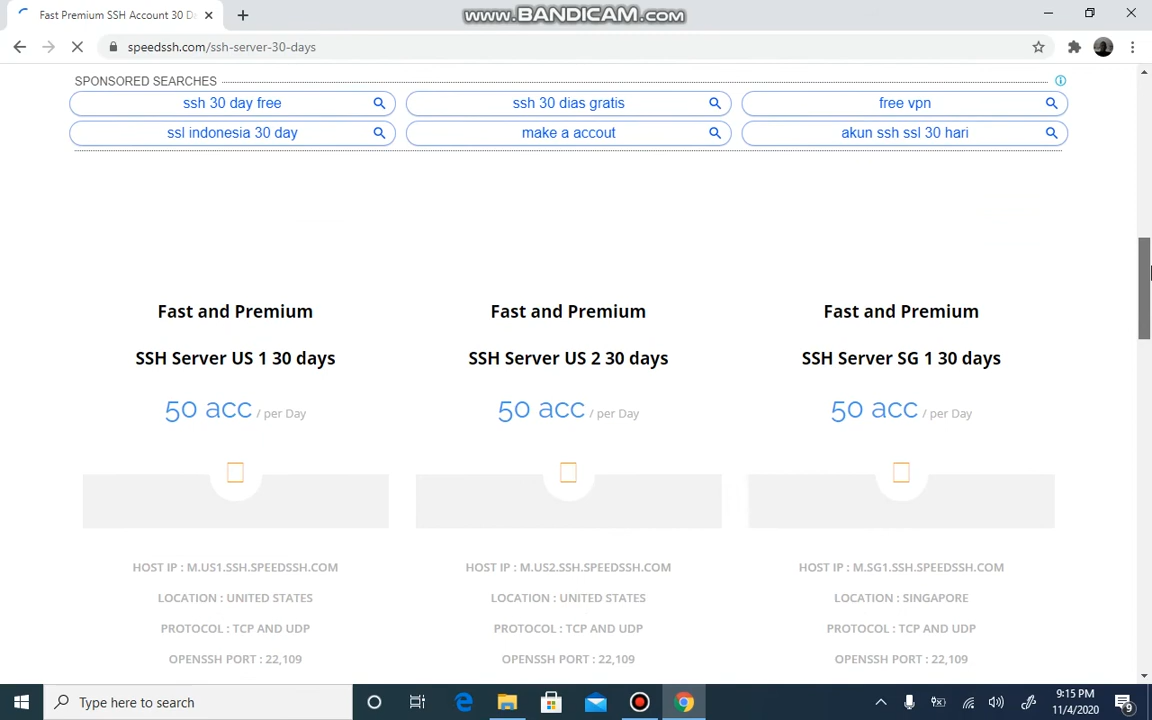 Fast Premium SSH Account 30 D
www.BANDICAM.com
speedssh.com/ssh-server-30-days
SPONSORED SEARCHES
ssh 30 day free
ssh 30 dias gratis
free vpn
ssl indonesia 30 day
make a accout
akun ssh ssl 30 hari
Fast and Premium
Fast and Premium
Fast and Premium
SSH Server US 1 30 days
SSH Server US 2 30 days
SSH Server SG 1 30 days
50 acc / per Day
50 acc / per Day
50 acc / per Day
HOST IP : M.US1.SSH.SPEEDSSH.COM
HOST IP : M.US2.SSH.SPEEDSSH.COM
HOST IP : M.SG1.SSH.SPEEDSSH.COM
LOCATION : UNITED STATES
LOCATION : UNITED STATES
LOCATION : SINGAPORE
PROTOCOL : TCP AND UDP
PROTOCOL : TCP AND UDP
PROTOCOL : TCP AND UDP
OPENSSH PORT : 22,109
OPENSSH PORT : 22,109
OPENSSH PORT : 22,109
Type here to search
9:15 PM
11/4/2020
9